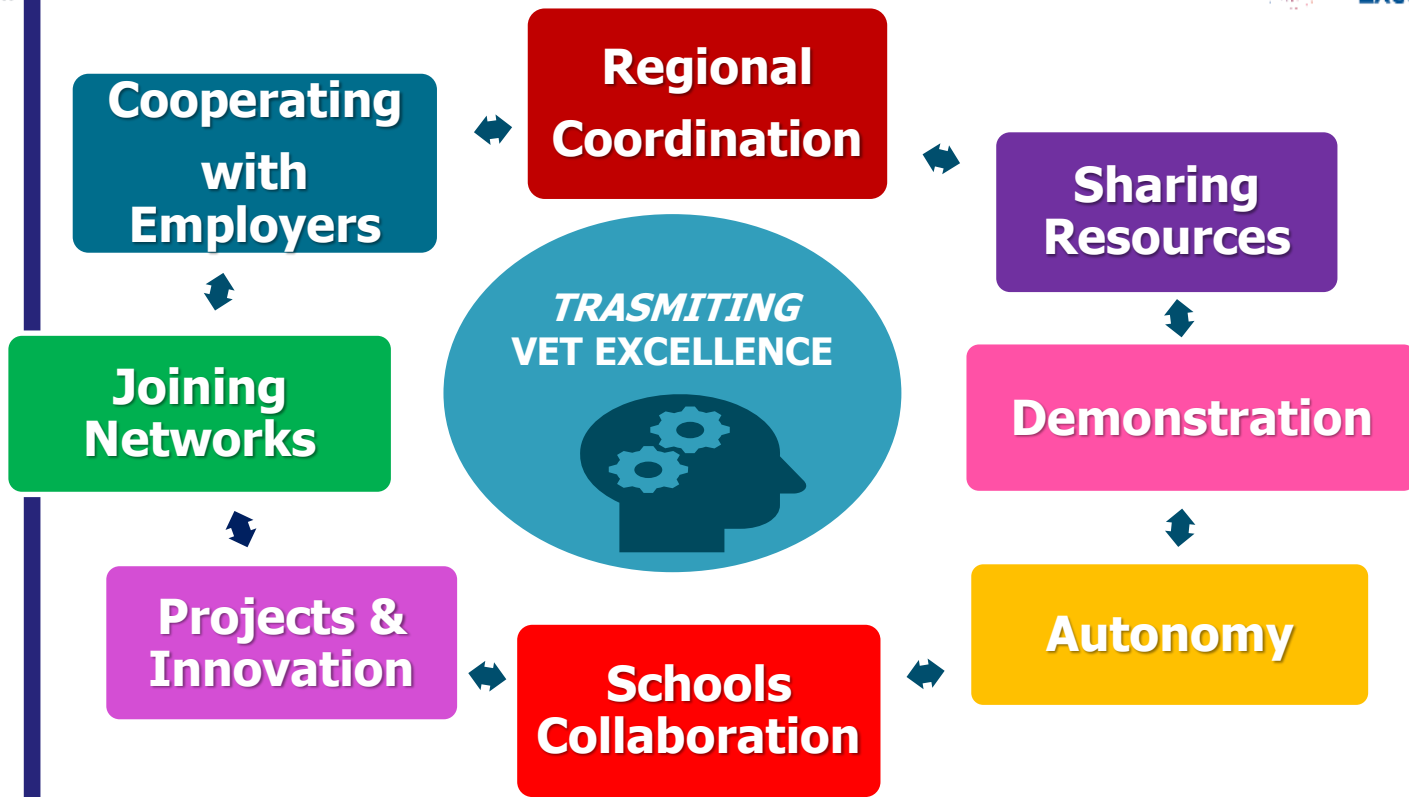 Regional
Coordination
Cooperating
with
Employers
Sharing
Resources
TRASMITING
VET EXCELLENCE
Joining
Networks
Demonstration
Projects &
Innovation
Autonomy
Schools
Collaboration